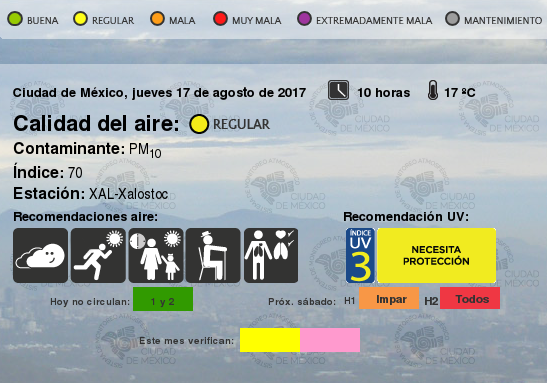 BUENA REGULAR MALA MUY MALA EXTREMADAMENTE MALA MANTENIMIENTO
Ciudad de México, jueves 17 de agosto de 2017 10 horas 17 ºC
Calidad del aire: REGULAR
Contaminante: PM10
Índice: 70
Estación: XAL-Xalostoc
Recomendaciones aire: Recomendación UV:
ÍNDICE
UV
3
NECESITA
PROTECCIÓN
Hoy no circulan: 1 y 2 Próx. sábado: H1 Impar H2 Todos
Este mes verifican:
CIUDAD
DE MÉXICO